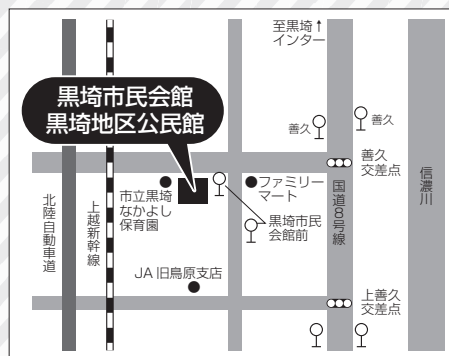 至黒埼↑
インター
黒埼市民会館
黒埼地区公民館
善久
善久
善久
交差点
市立黒埼
なかよし
保育園
ファミリー
マート
黒埼市民
会館前
国道8号線
信濃川
北陸自動車道
上越新幹線
JA 旧鳥原支店
上善久
交差点